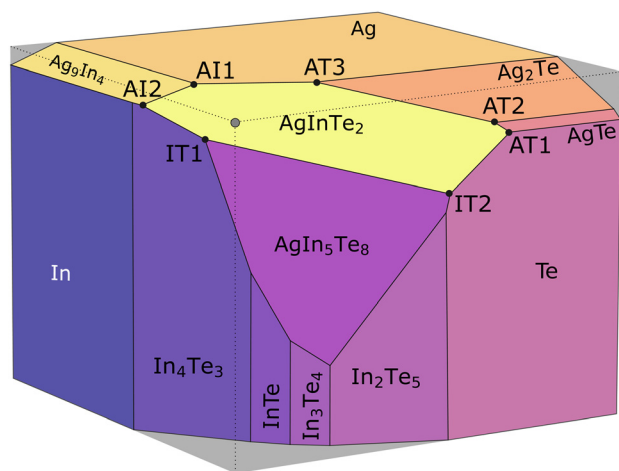 Ag
Ag₉In₄
AI1
AT3
Ag₂Te
AI2
AT2
AgInTe₂
AgTe
AT1
IT1
IT2
AgIn₅Te₈
In
Te
In₄Te₃
InTe
In₃Te₄
In₂Te₅